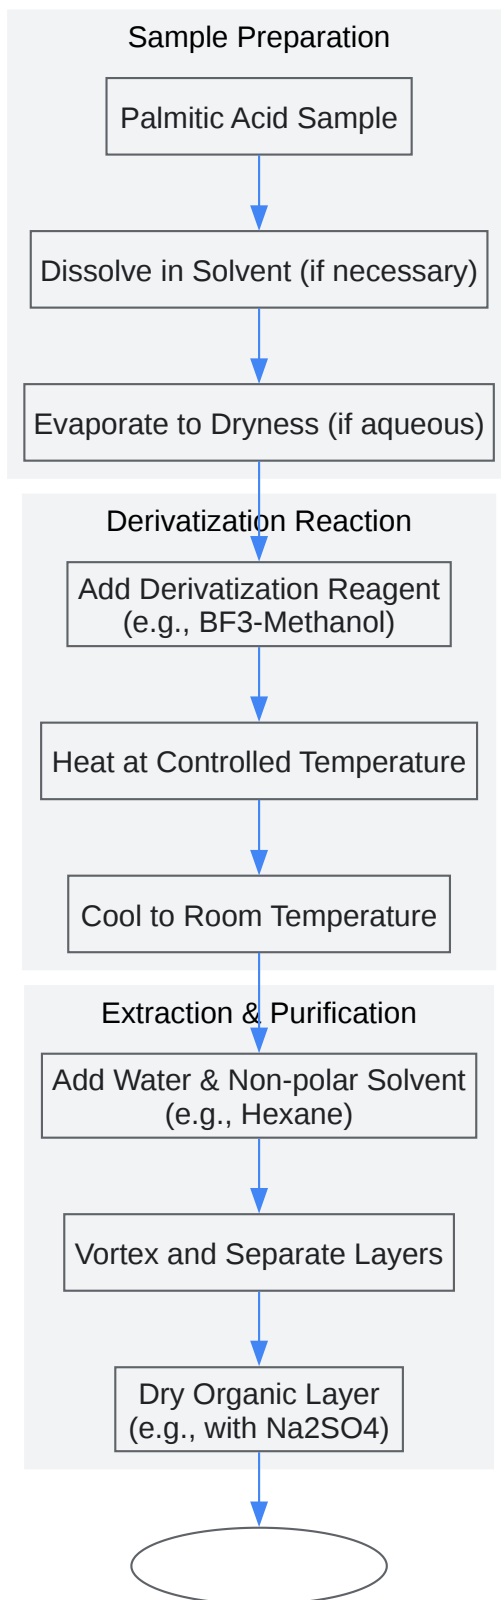 Sample Preparation
Palmitic Acid Sample
Dissolve in Solvent (if necessary)
Evaporate to Dryness (if aqueous)
Derivatization Reaction
Add Derivatization Reagent
(e.g., BF3-Methanol)
Heat at Controlled Temperature
Cool to Room Temperature
Extraction & Purification
Add Water & Non-polar Solvent
(e.g., Hexane)
Vortex and Separate Layers
Dry Organic Layer
(e.g., with Na2SO4)